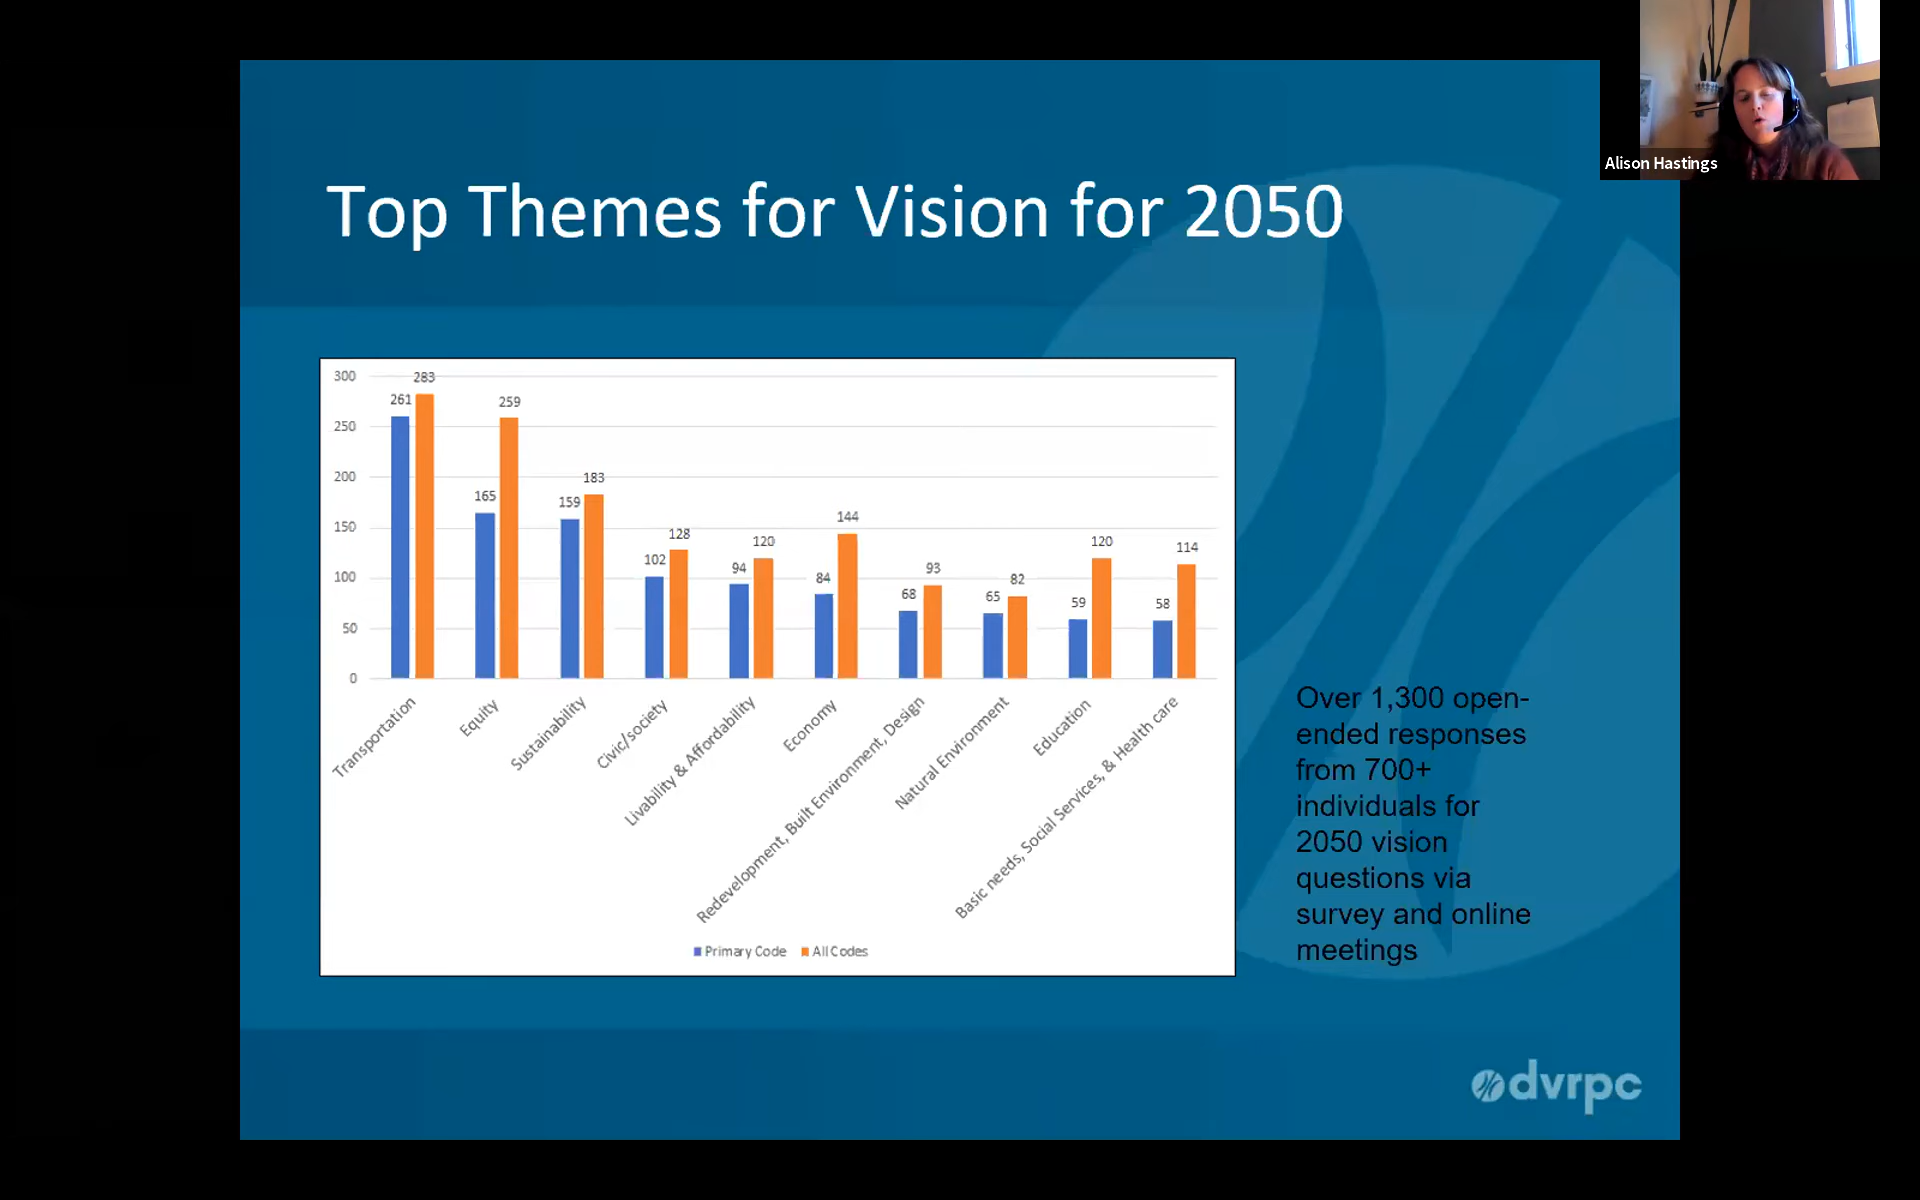 Alison Hastings
Top Themes for Vision for 2050
300
250
200
150
100
50
0
261
283
165
259
159
183
102
128
94
120
84
144
68
93
65
82
59
120
58
114
Transportation
Equity
Sustainability
Civic/society
Livability & Affordability
Economy
Redevelopment, Built Environment, Design
Natural Environment
Education
Basic needs, Social Services, & Health care
Primary Code
All Codes
Over 1,300 open-
ended responses
from 700+
individuals for
2050 vision
questions via
survey and online
meetings
dvrpc